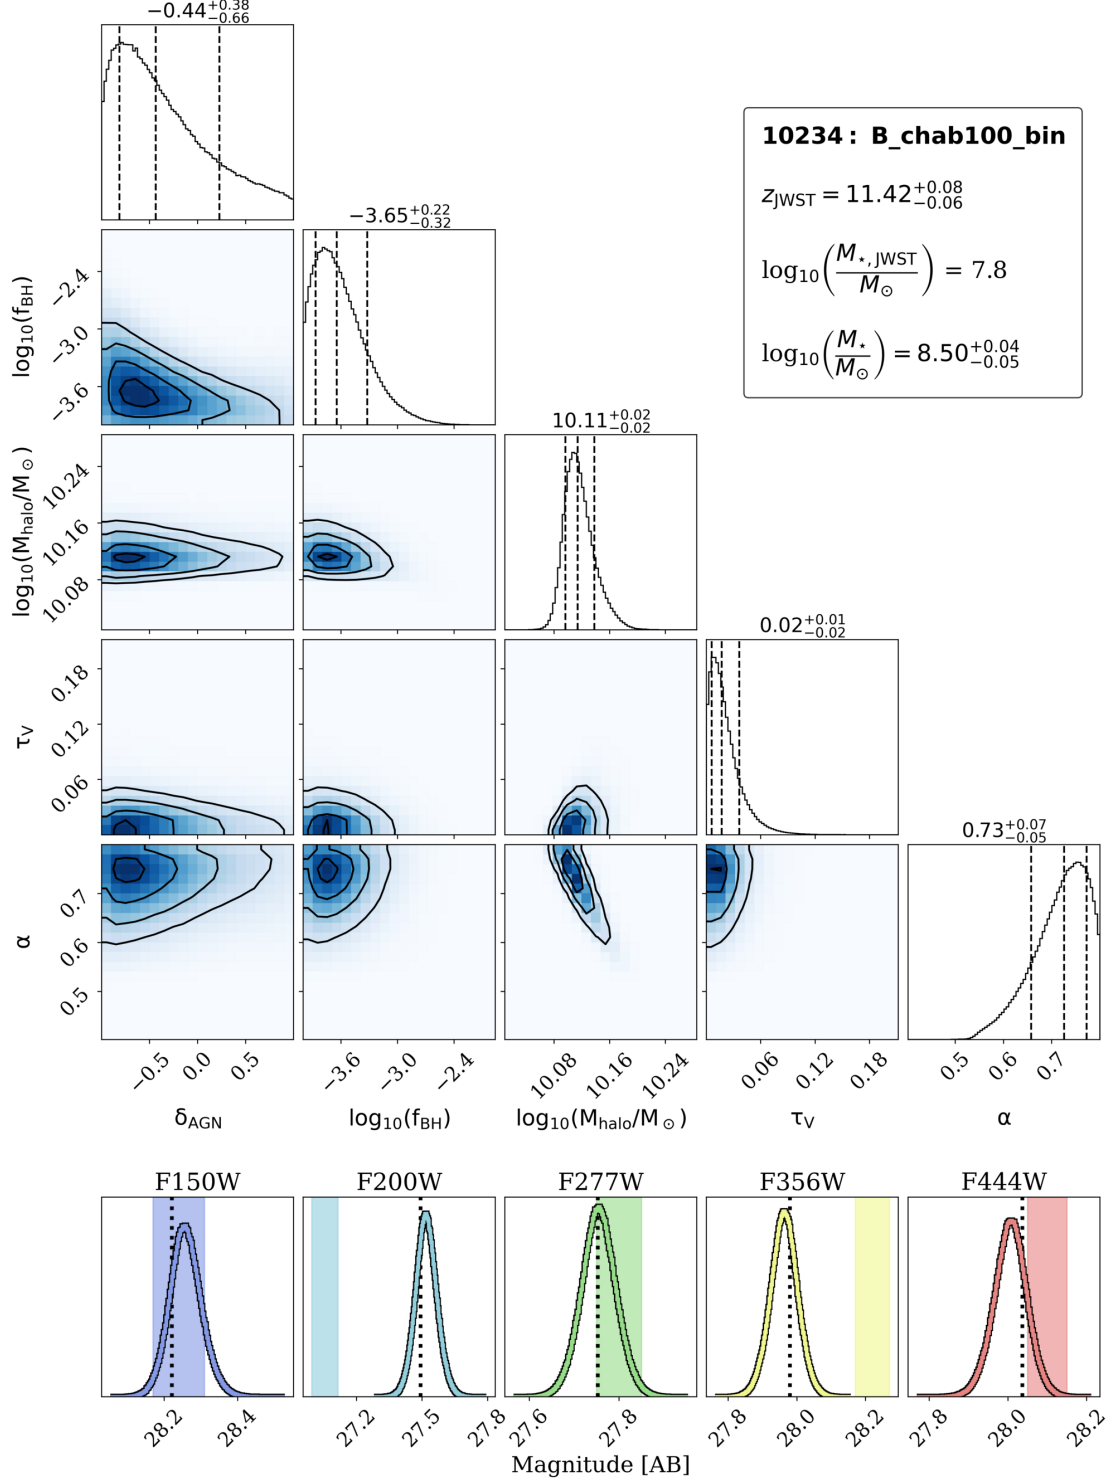 −0.44+0.38−0.66
10234 : B_chab100_bin
zJWST = 11.42+0.08−0.06
log10(M⋆,JWST/M⊙) = 7.8
log10(M⋆/M⊙) = 8.50+0.04−0.05
−3.65+0.22−0.32
log10(fBH)
−2.4
−3.0
−3.6
10.11+0.02−0.02
log10(Mhalo/M⊙)
10.24
10.16
10.08
0.02+0.01−0.02
τV
0.18
0.12
0.06
0.73+0.07−0.05
α
0.7
0.6
0.5
−0.5 0.0 0.5 −3.6 −3.0 −2.4 10.08 10.16 10.24 0.06 0.12 0.18 0.5 0.6 0.7
δAGN log10(fBH) log10(Mhalo/M⊙) τV α
F150W F200W F277W F356W F444W
28.2 28.4 27.2 27.5 27.8 27.6 27.8 27.8 28.0 28.2 27.8 28.0 28.2
Magnitude [AB]